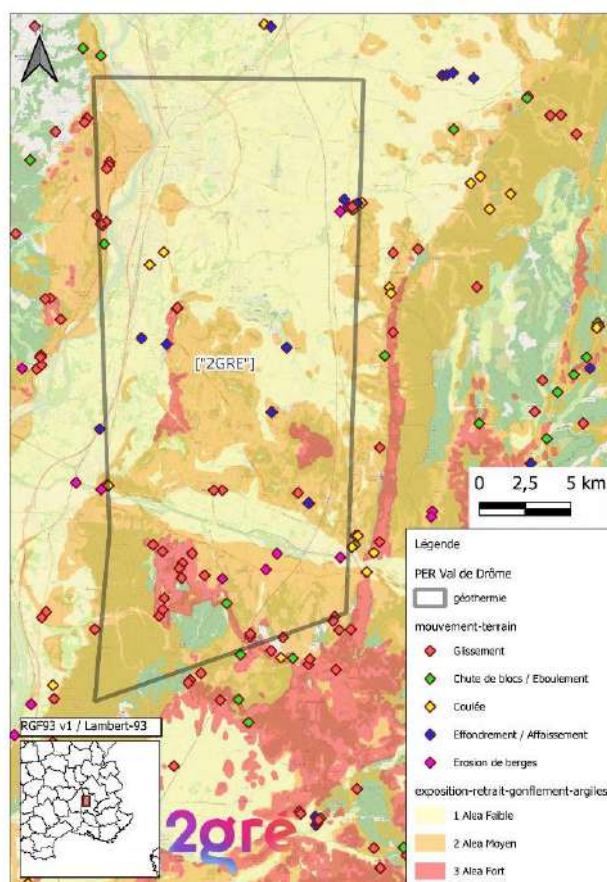 ["2GRE"]
0 2,5 5 km
Légende
PER Val de Drôme
géothermie
mouvement-terrain
Glissement
Chute de blocs / Eboulement
Coulée
Effondrement / Affaissement
Erosion de berges
exposition-retrait-gonflement-argiles
1 Alea Faible
2 Alea Moyen
3 Alea Fort
RGF93 v1 / Lambert-93
2gré